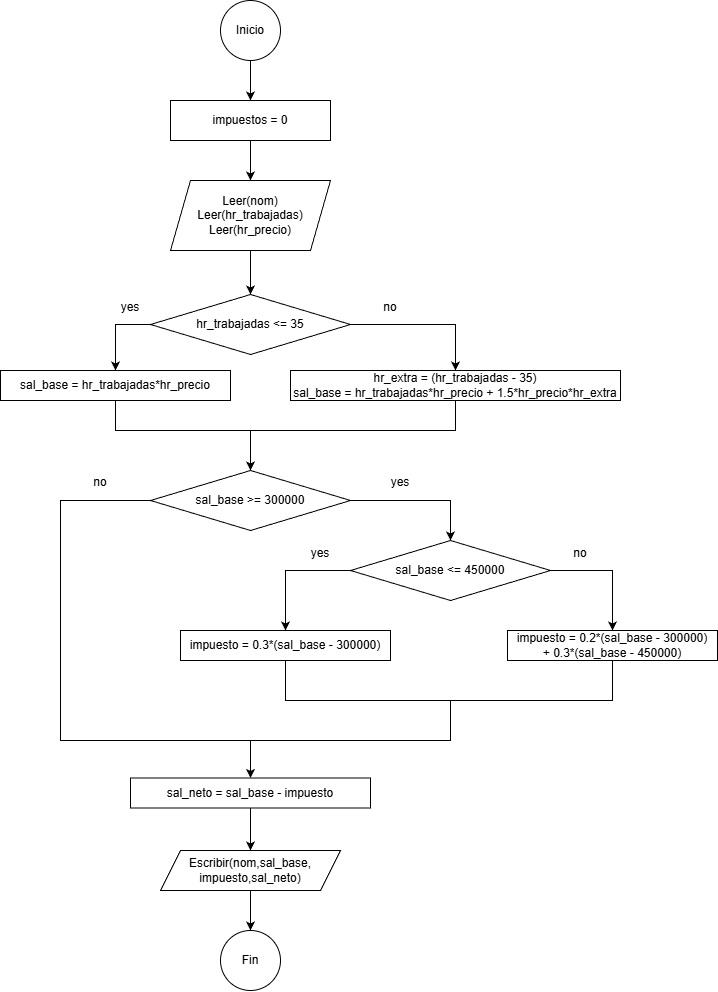 Inicio
impuestos = 0
Leer(nom)
Leer(hr_trabajadas)
Leer(hr_precio)
yes
no
hr_trabajadas <= 35
sal_base = hr_trabajadas*hr_precio
hr_extra = (hr_trabajadas - 35)
sal_base = hr_trabajadas*hr_precio + 1.5*hr_precio*hr_extra
no
yes
sal_base >= 300000
yes
no
sal_base <= 450000
impuesto = 0.3*(sal_base - 300000)
impuesto = 0.2*(sal_base - 300000)
+ 0.3*(sal_base - 450000)
sal_neto = sal_base - impuesto
Escribir(nom,sal_base,
impuesto,sal_neto)
Fin